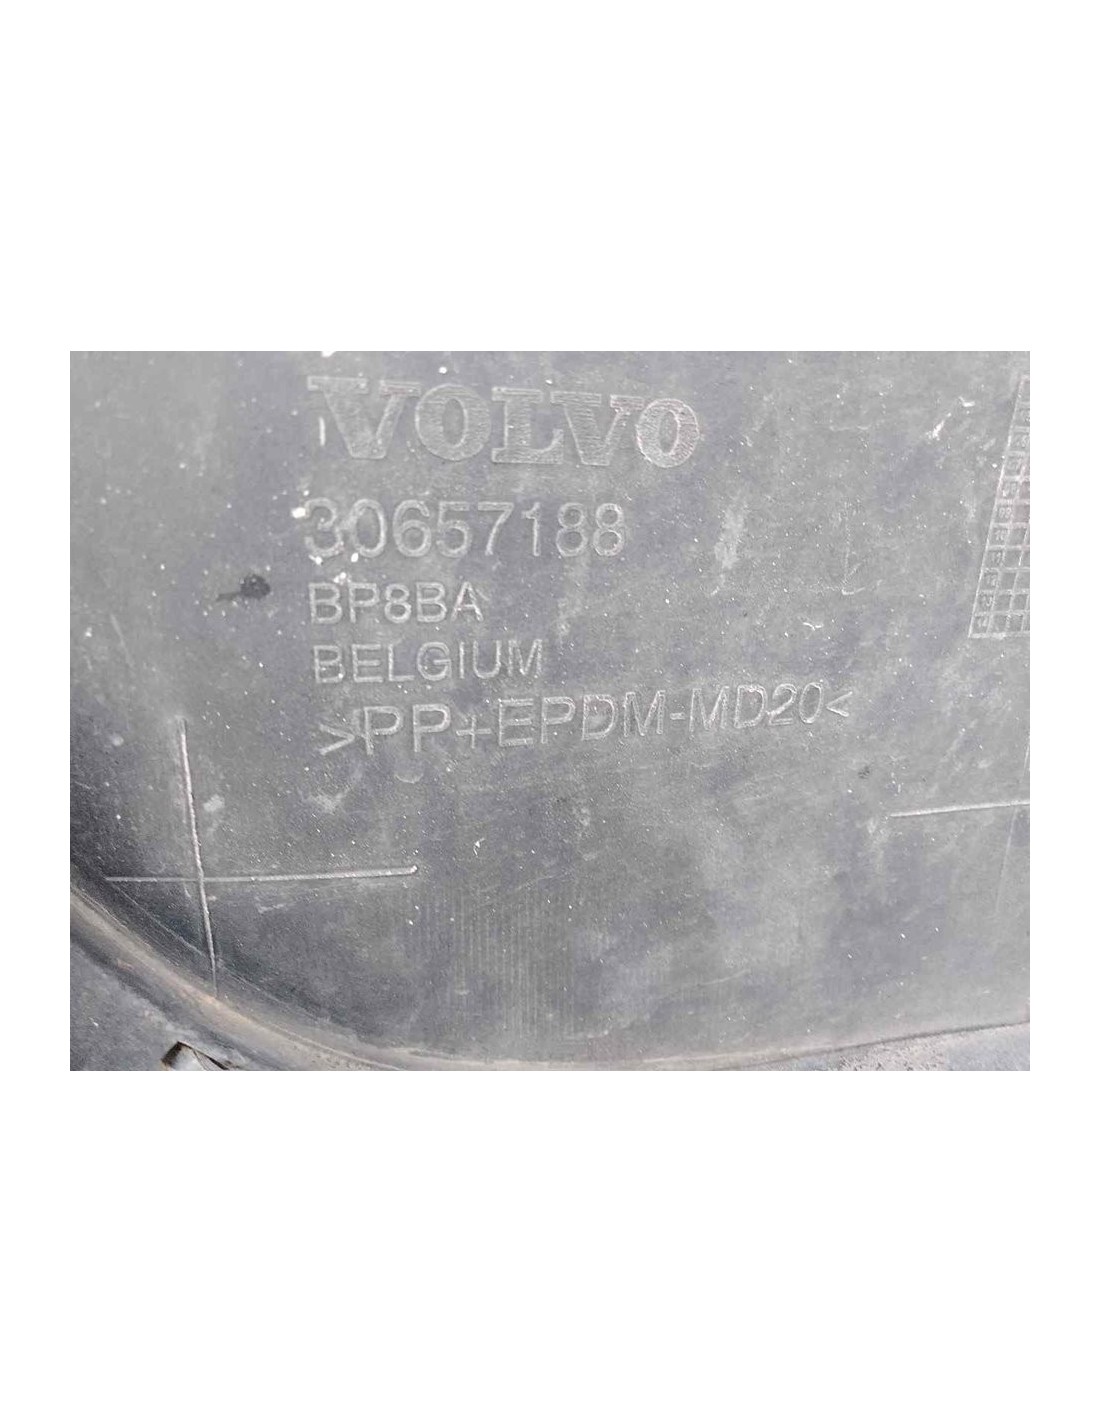 VOLVO
30657188
BP8BA
BELGIUM
>PP+EPDM-MD20<